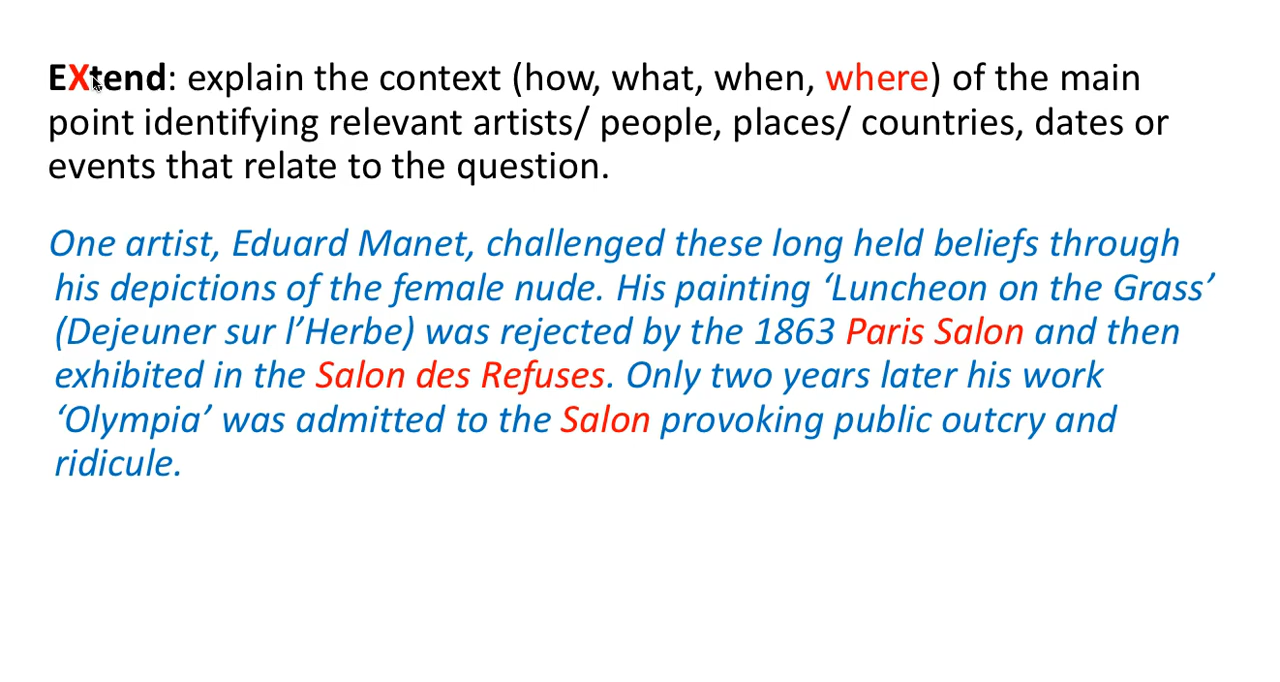 EXtend: explain the context (how, what, when, where) of the main
point identifying relevant artists/ people, places/ countries, dates or
events that relate to the question.
One artist, Eduard Manet, challenged these long held beliefs through
his depictions of the female nude. His painting ‘Luncheon on the Grass’
(Dejeuner sur l’Herbe) was rejected by the 1863 Paris Salon and then
exhibited in the Salon des Refuses. Only two years later his work
‘Olympia’ was admitted to the Salon provoking public outcry and
ridicule.